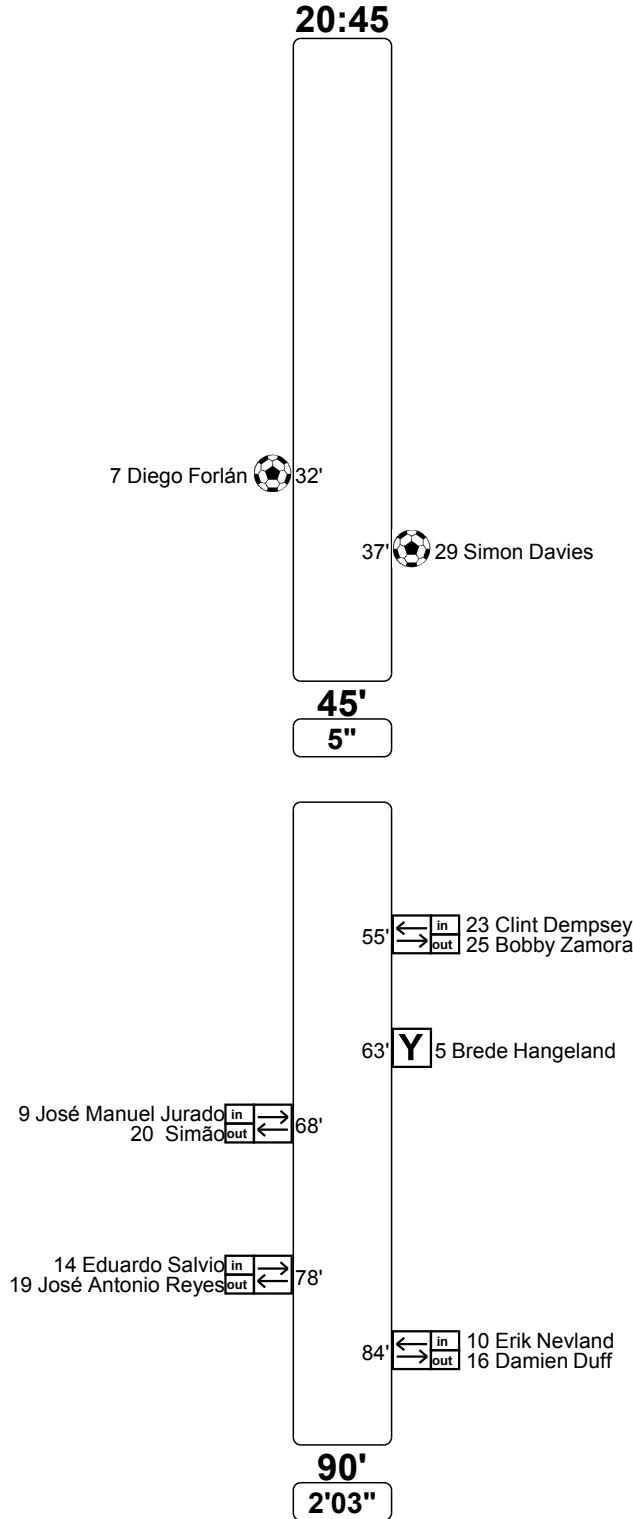 20:45
7 Diego Forlán 32'
37' 29 Simon Davies
45'
5"
55' in 23 Clint Dempsey
out 25 Bobby Zamora
63' Y 5 Brede Hangeland
9 José Manuel Jurado in 68'
20 Simão out
14 Eduardo Salvio in 78'
19 José Antonio Reyes out
84' in 10 Erik Nevland
out 16 Damien Duff
90'
2'03"